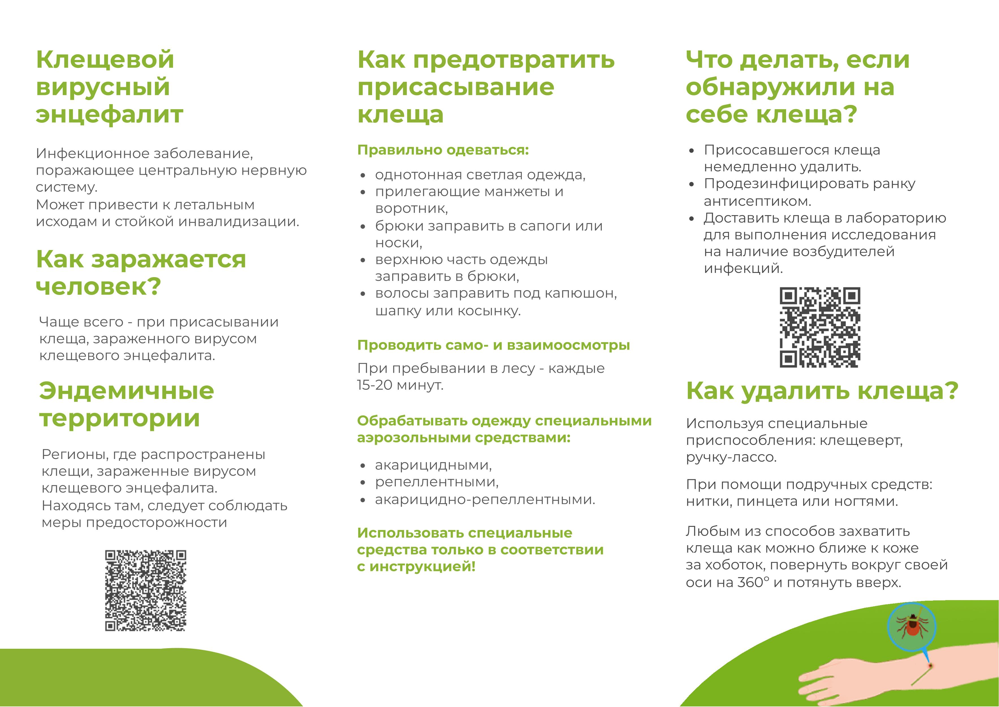 Клещевой
вирусный
энцефалит
Инфекционное заболевание,
поражающее центральную нервную
систему.
Может привести к летальным
исходам и стойкой инвалидизации.
Как заражается
человек?
Чаще всего - при присасывании
клеща, зараженного вирусом
клещевого энцефалита.
Эндемичные
территории
Регионы, где распространены
клещи, зараженные вирусом
клещевого энцефалита.
Находясь там, следует соблюдать
меры предосторожности
Как предотвратить
присасывание
клеща
Правильно одеваться:
• однотонная светлая одежда,
• прилегающие манжеты и
воротник,
• брюки заправить в сапоги или
носки,
• верхнюю часть одежды
заправить в брюки,
• волосы заправить под капюшон,
шапку или косынку.
Проводить само- и взаимоосмотры
При пребывании в лесу - каждые
15-20 минут.
Обрабатывать одежду специальными
аэрозольными средствами:
• акарицидными,
• репеллентными,
• акарицидно-репеллентными.
Использовать специальные
средства только в соответствии
с инструкцией!
Что делать, если
обнаружили на
себе клеща?
• Присосавшегося клеща
немедленно удалить.
• Продезинфицировать ранку
антисептиком.
• Доставить клеща в лабораторию
для выполнения исследования
на наличие возбудителей
инфекций.
Как удалить клеща?
Используя специальные
приспособления: клещеверт,
ручку-лассо.
При помощи подручных средств:
нитки, пинцета или ногтями.
Любым из способов захватить
клеща как можно ближе к коже
за хоботок, повернуть вокруг своей
оси на 360º и потянуть вверх.